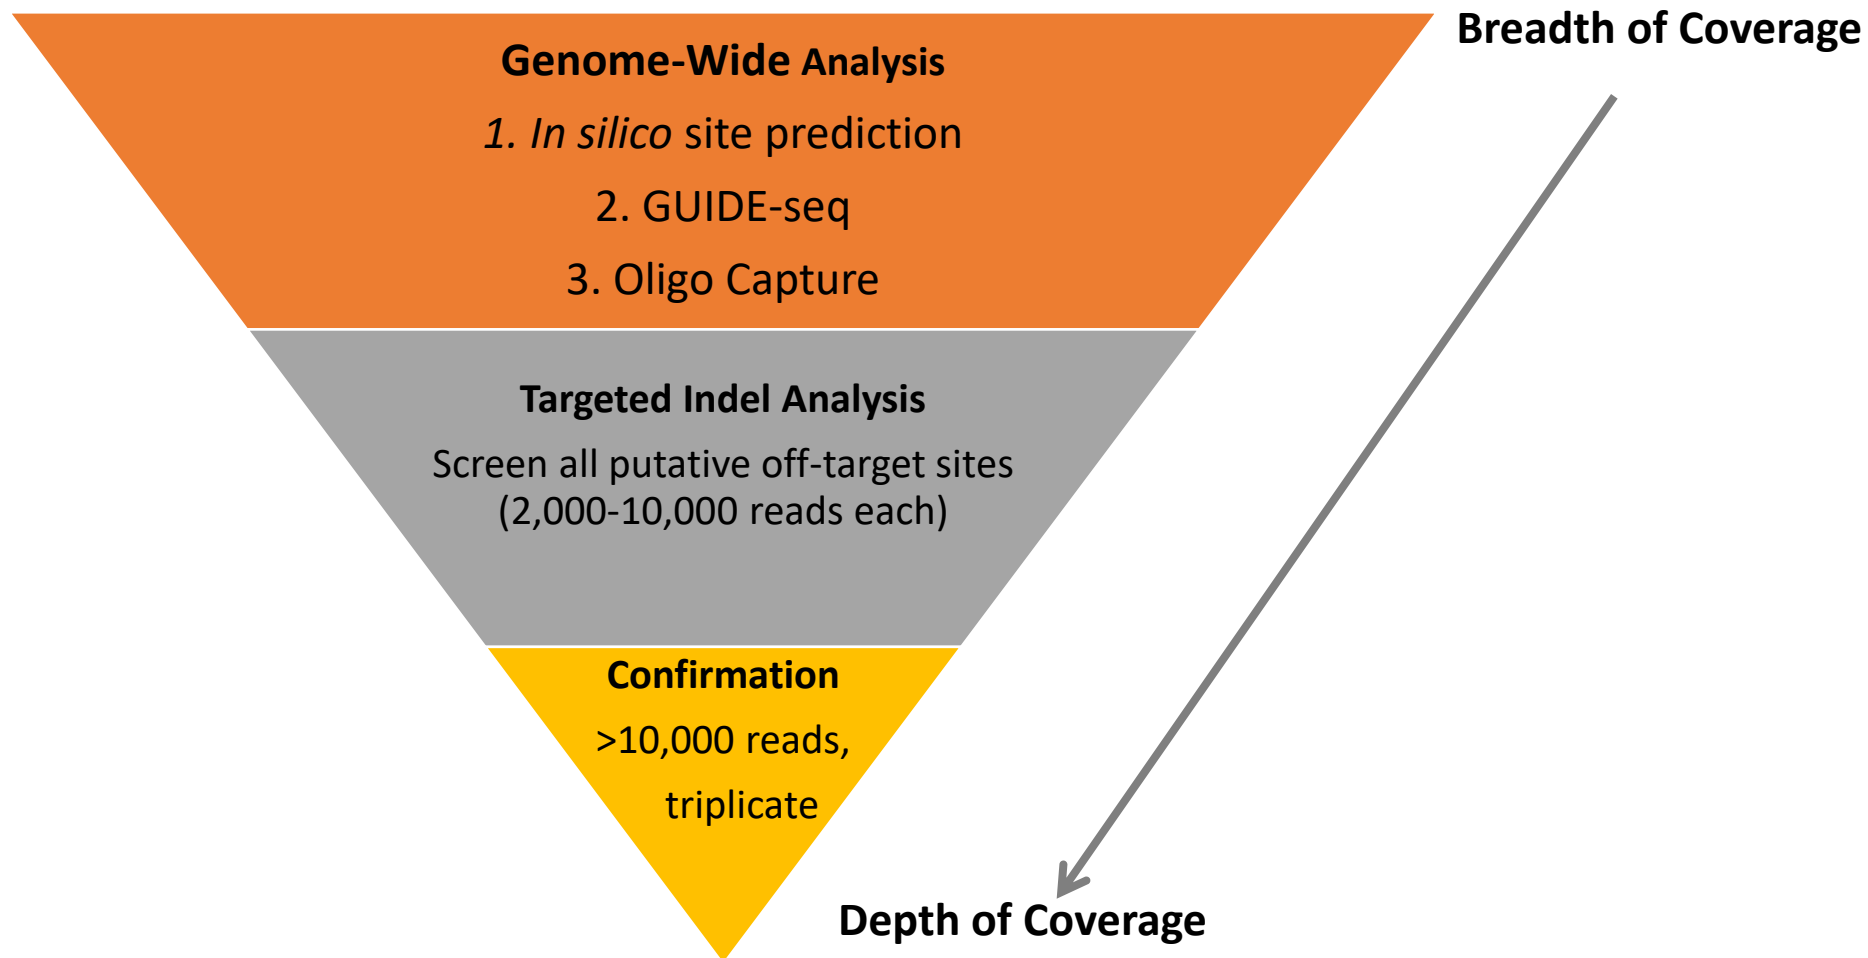 Breadth of Coverage
Genome-Wide Analysis
1. In silico site prediction
2. GUIDE-seq
3. Oligo Capture
Targeted Indel Analysis
Screen all putative off-target sites
(2,000-10,000 reads each)
Confirmation
>10,000 reads,
triplicate
Depth of Coverage